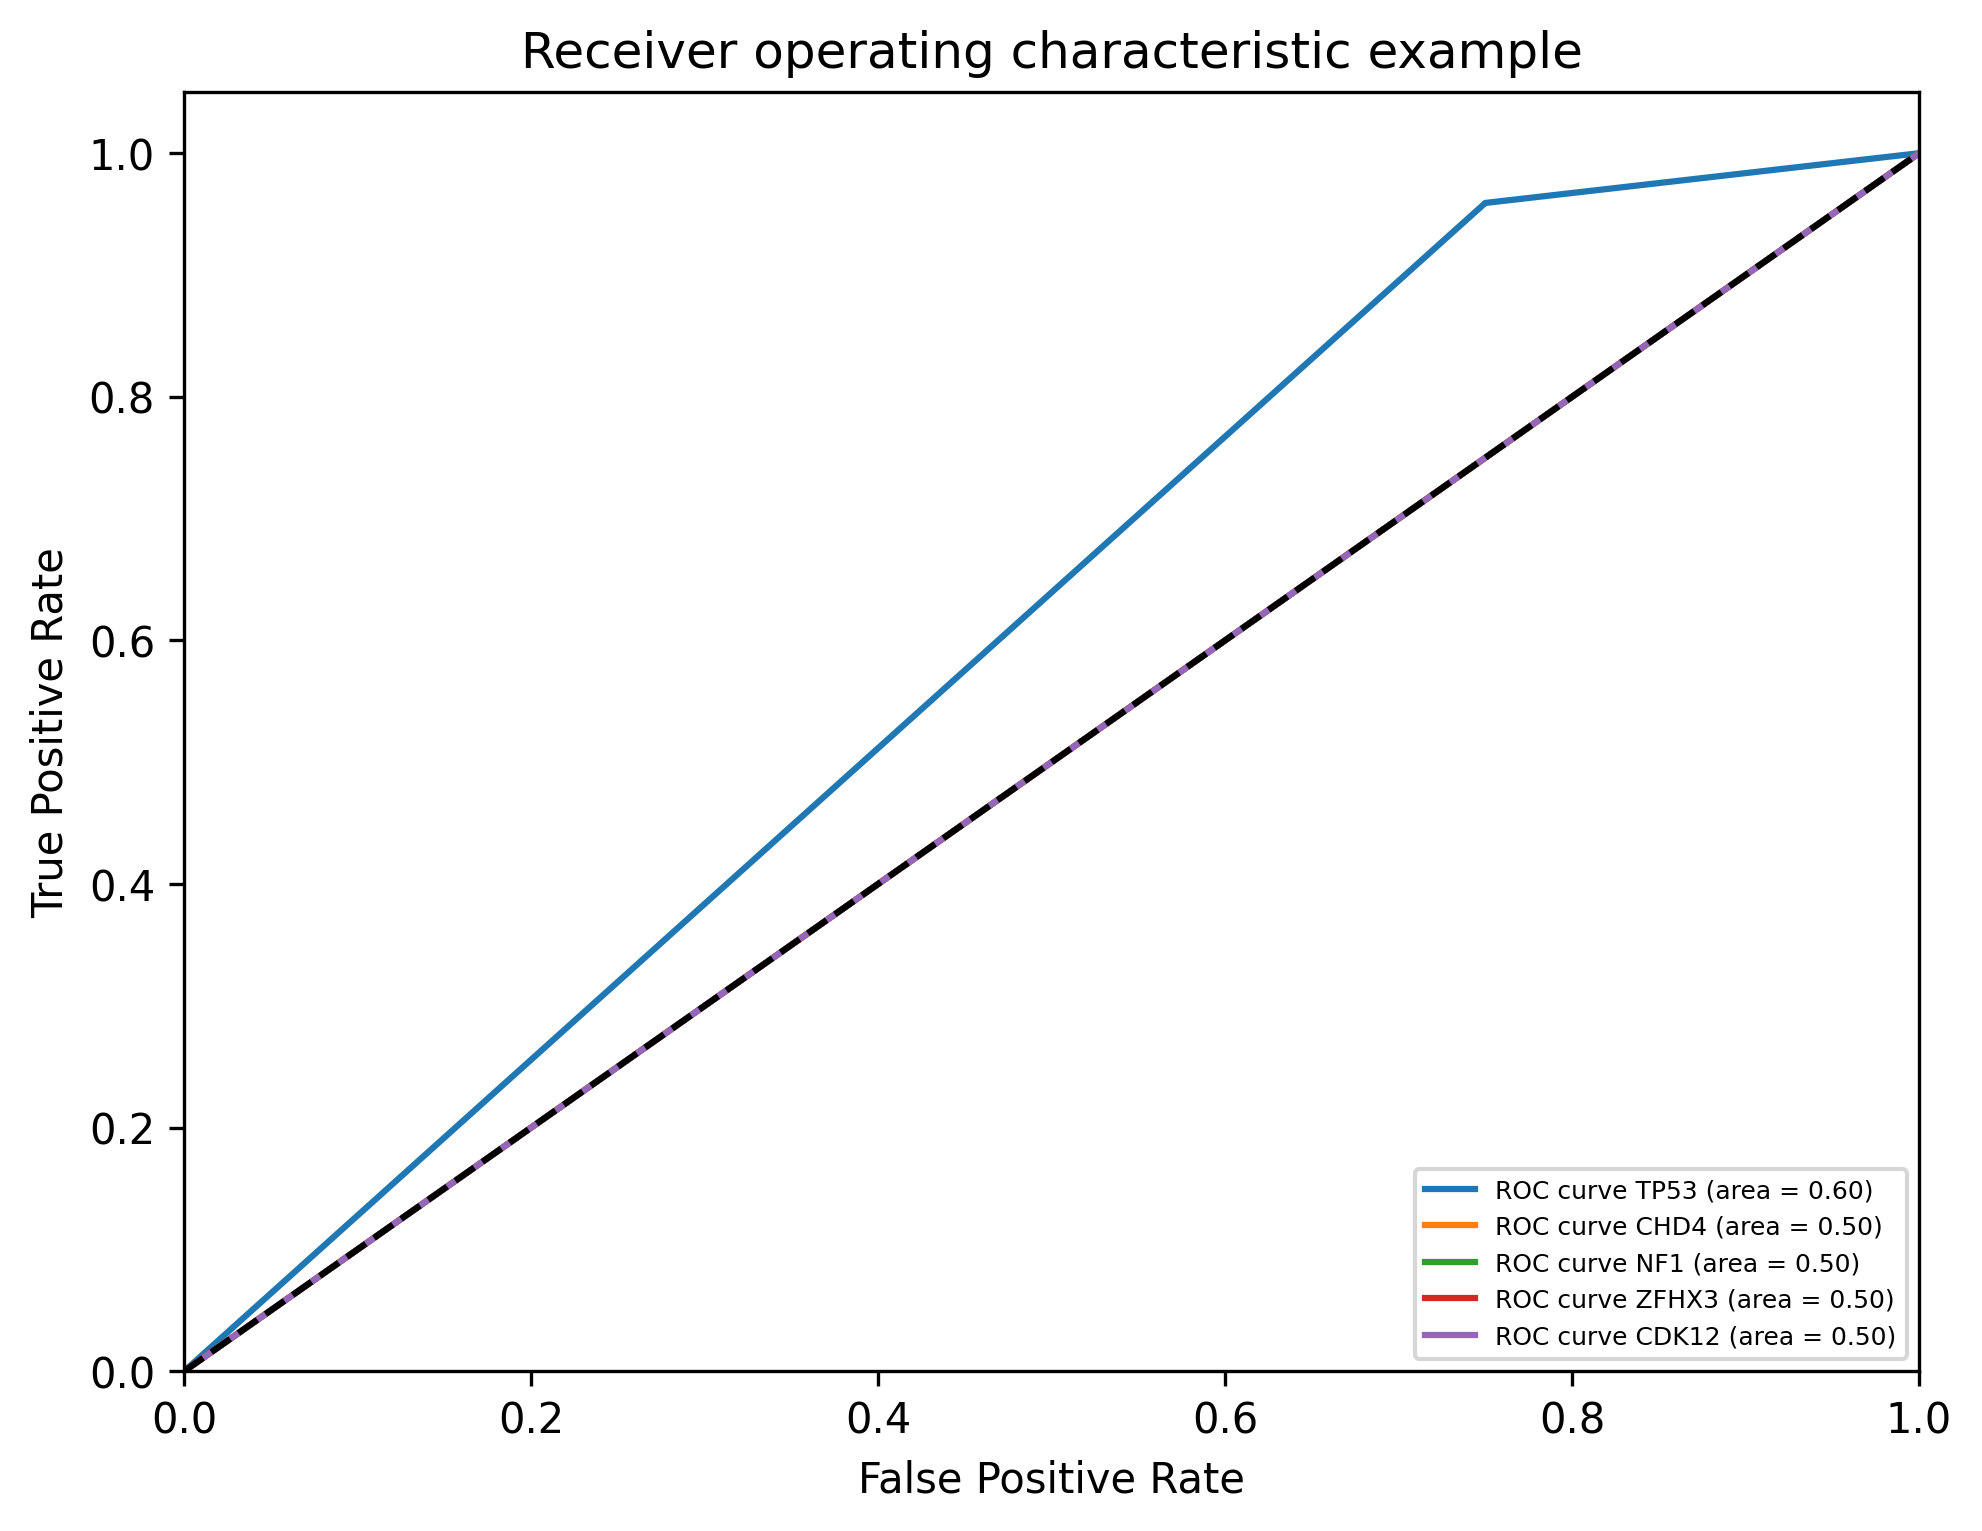 Receiver operating characteristic example
1.0
0.8
0.6
0.4
0.2
0.0
True Positive Rate
ROC curve TP53 (area = 0.60)
ROC curve CHD4 (area = 0.50)
ROC curve NF1 (area = 0.50)
ROC curve ZFHX3 (area = 0.50)
ROC curve CDK12 (area = 0.50)
0.0 0.2 0.4 0.6 0.8 1.0
False Positive Rate